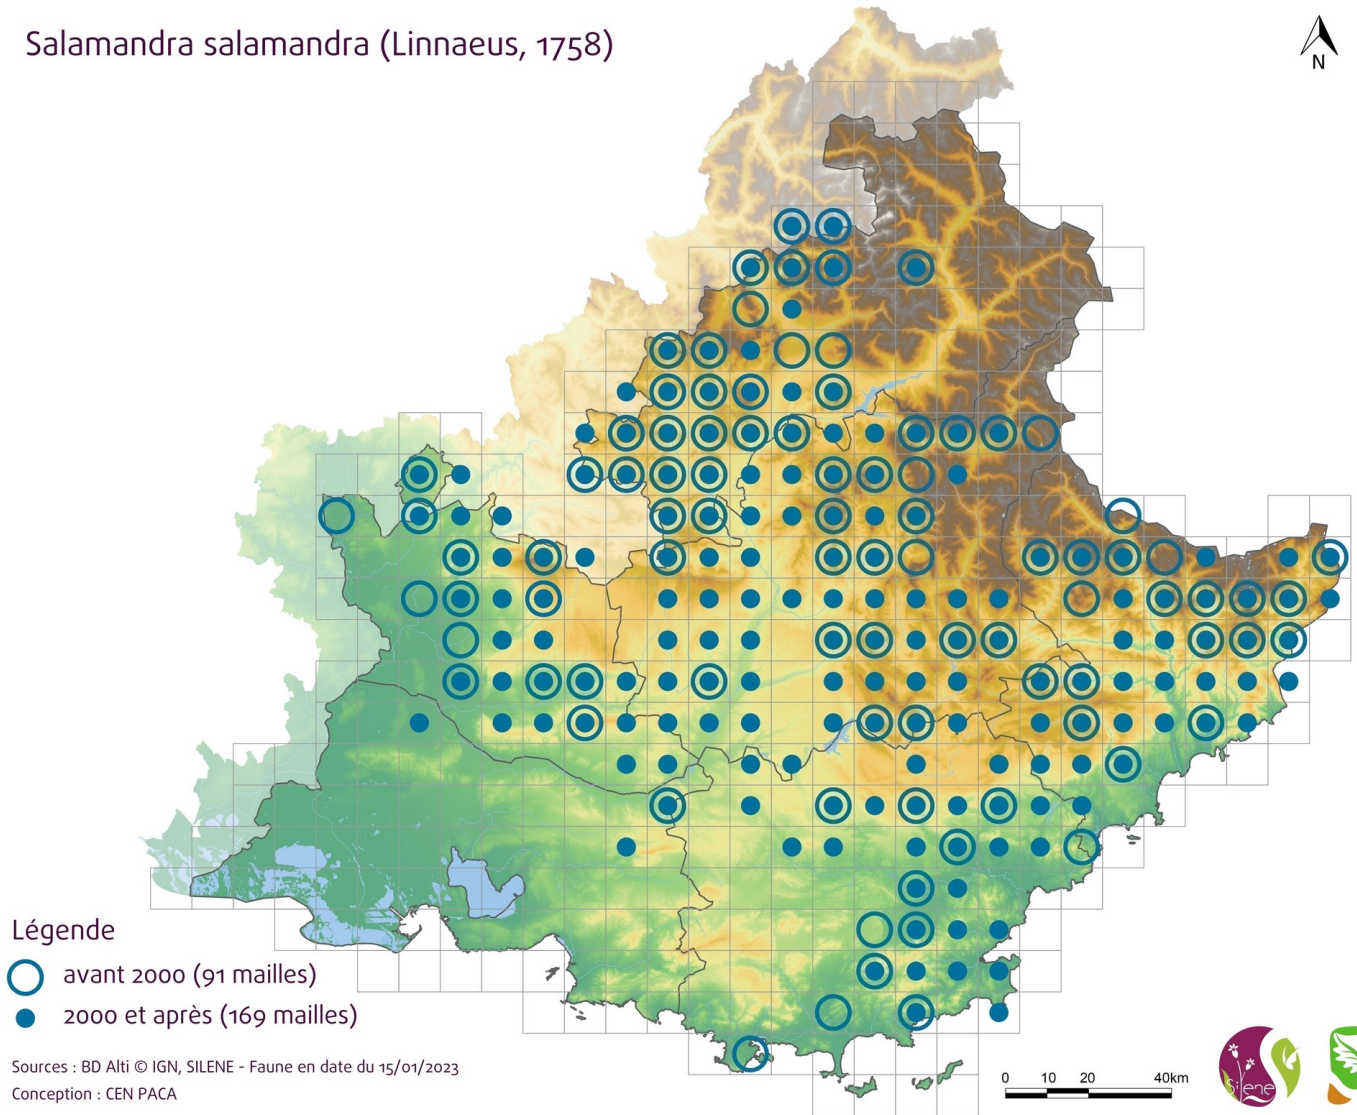 Salamandra salamandra (Linnaeus, 1758)
N
Légende
avant 2000 (91 mailles)
2000 et après (169 mailles)
Sources : BD Alti © IGN, SILENE - Faune en date du 15/01/2023
Conception : CEN PACA
0 10 20 40km
Silene